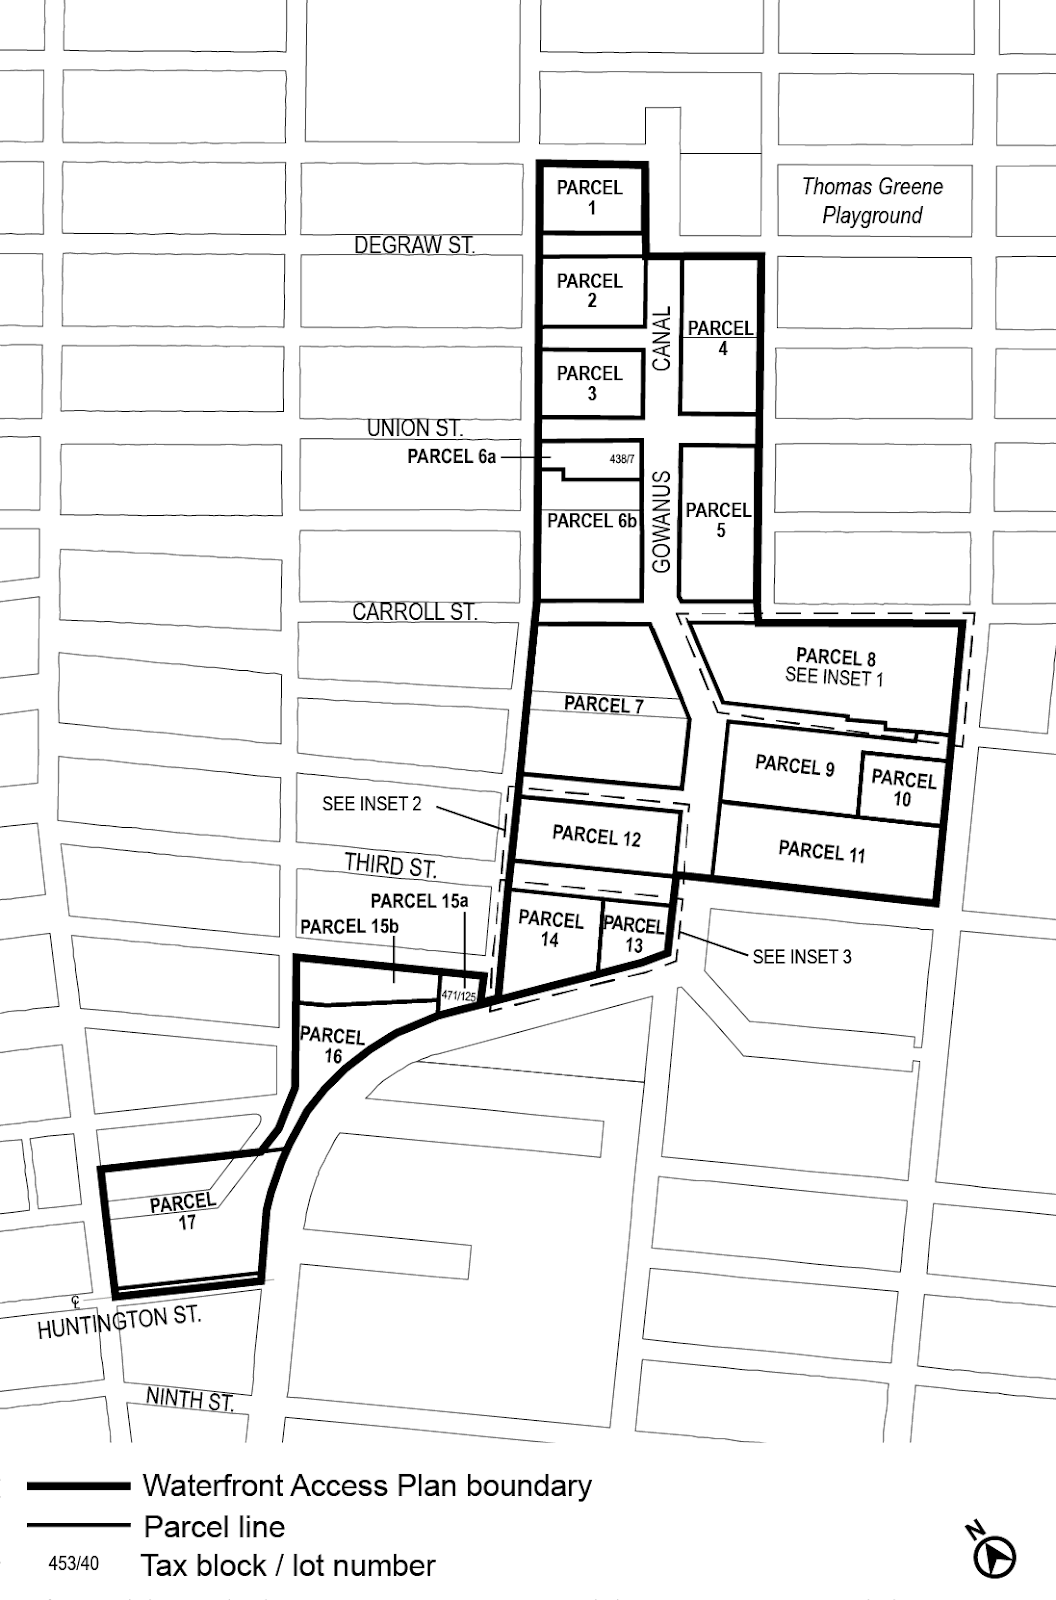 PARCEL
1
Thomas Greene
Playground
DEGRAW ST.
PARCEL
2
CANAL
PARCEL
4
PARCEL
3
UNION ST.
PARCEL 6a
438/7
GOWANUS
PARCEL
5
PARCEL 6b
CARROLL ST.
PARCEL 8
SEE INSET 1
PARCEL 7
PARCEL 9
PARCEL
10
SEE INSET 2
PARCEL 12
PARCEL 11
THIRD ST.
PARCEL 15a
PARCEL 15b
PARCEL
14
PARCEL
13
SEE INSET 3
471/125
PARCEL
16
PARCEL
17
HUNTINGTON ST.
NINTH ST.
Waterfront Access Plan boundary
Parcel line
453/40 Tax block / lot number
N